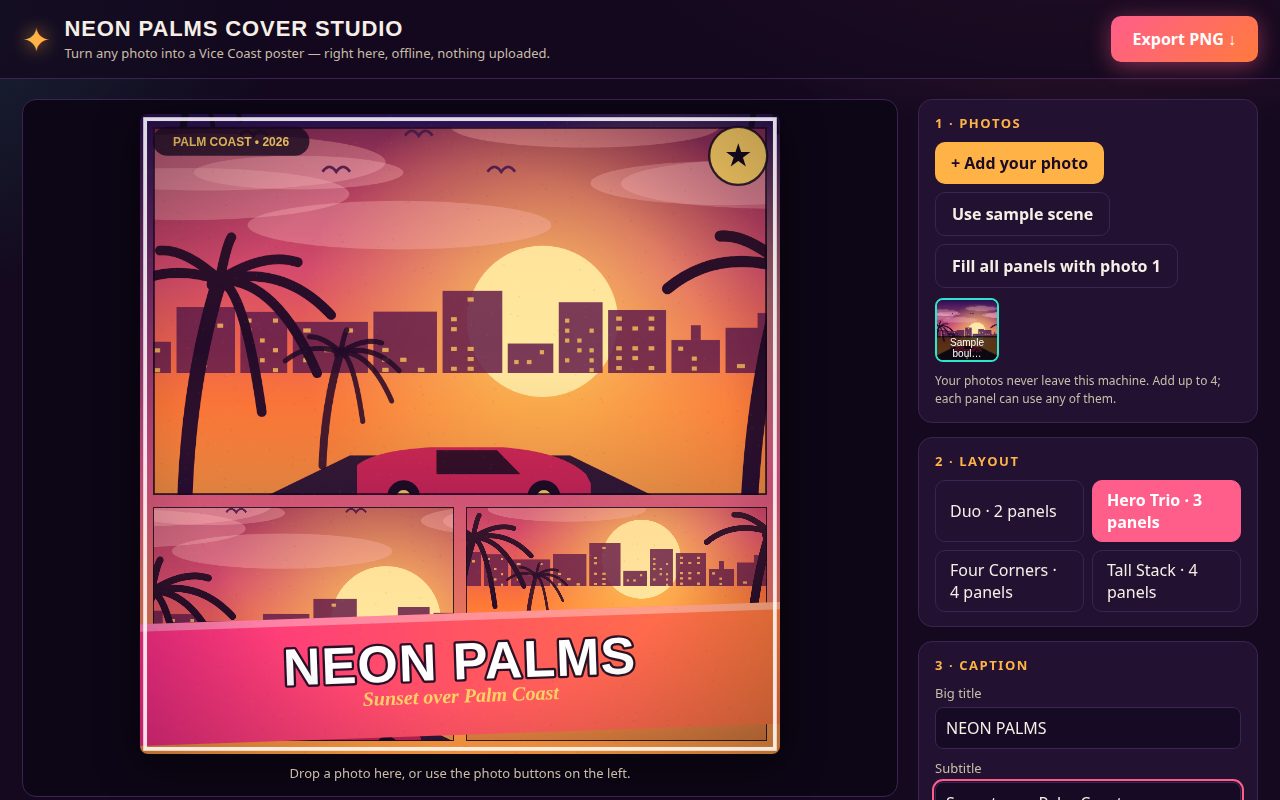 NEON PALMS COVER STUDIO
Turn any photo into a Vice Coast poster — right here, offline, nothing uploaded.
Export PNG ↓
PALM COAST • 2026
NEON PALMS
Sunset over Palm Coast
Drop a photo here, or use the photo buttons on the left.
1 · PHOTOS
+ Add your photo
Use sample scene
Fill all panels with photo 1
Sample
boul…
Your photos never leave this machine. Add up to 4;
each panel can use any of them.
2 · LAYOUT
Duo · 2 panels
Hero Trio · 3
panels
Four Corners ·
4 panels
Tall Stack · 4
panels
3 · CAPTION
Big title
NEON PALMS
Subtitle